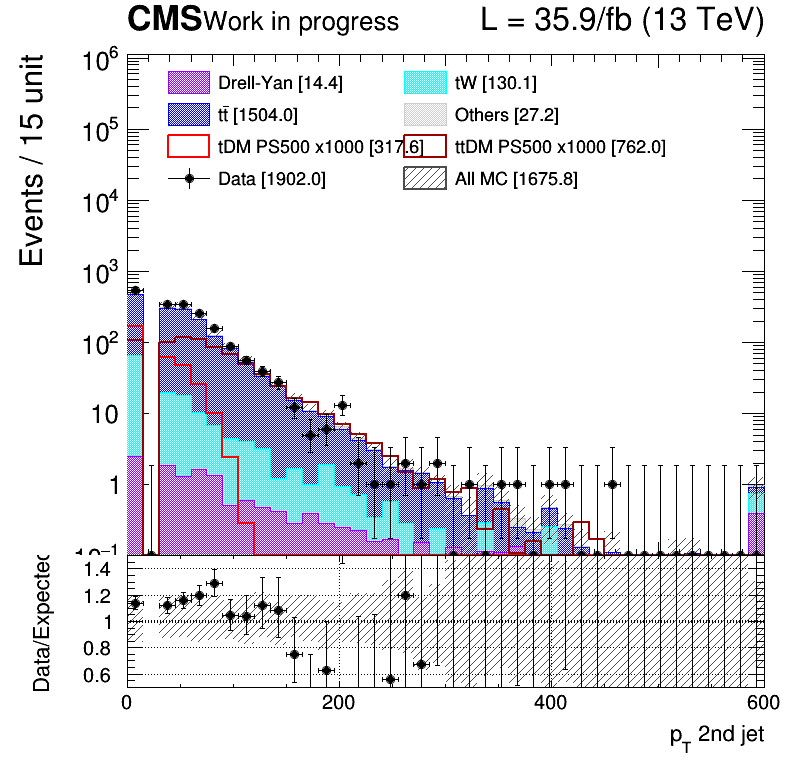 CMS Work in progress L = 35.9/fb (13 TeV)
Events / 15 unit
10⁶
10⁵
10⁴
10³
10²
10
1
10⁻¹
Drell-Yan [14.4] tW [130.1]
tt̄ [1504.0] Others [27.2]
tDM PS500 x1000 [317.6] ttDM PS500 x1000 [762.0]
Data [1902.0] All MC [1675.8]
Data/Expected
1.4
1.2
1
0.8
0.6
0 200 400 600
p_T 2nd jet